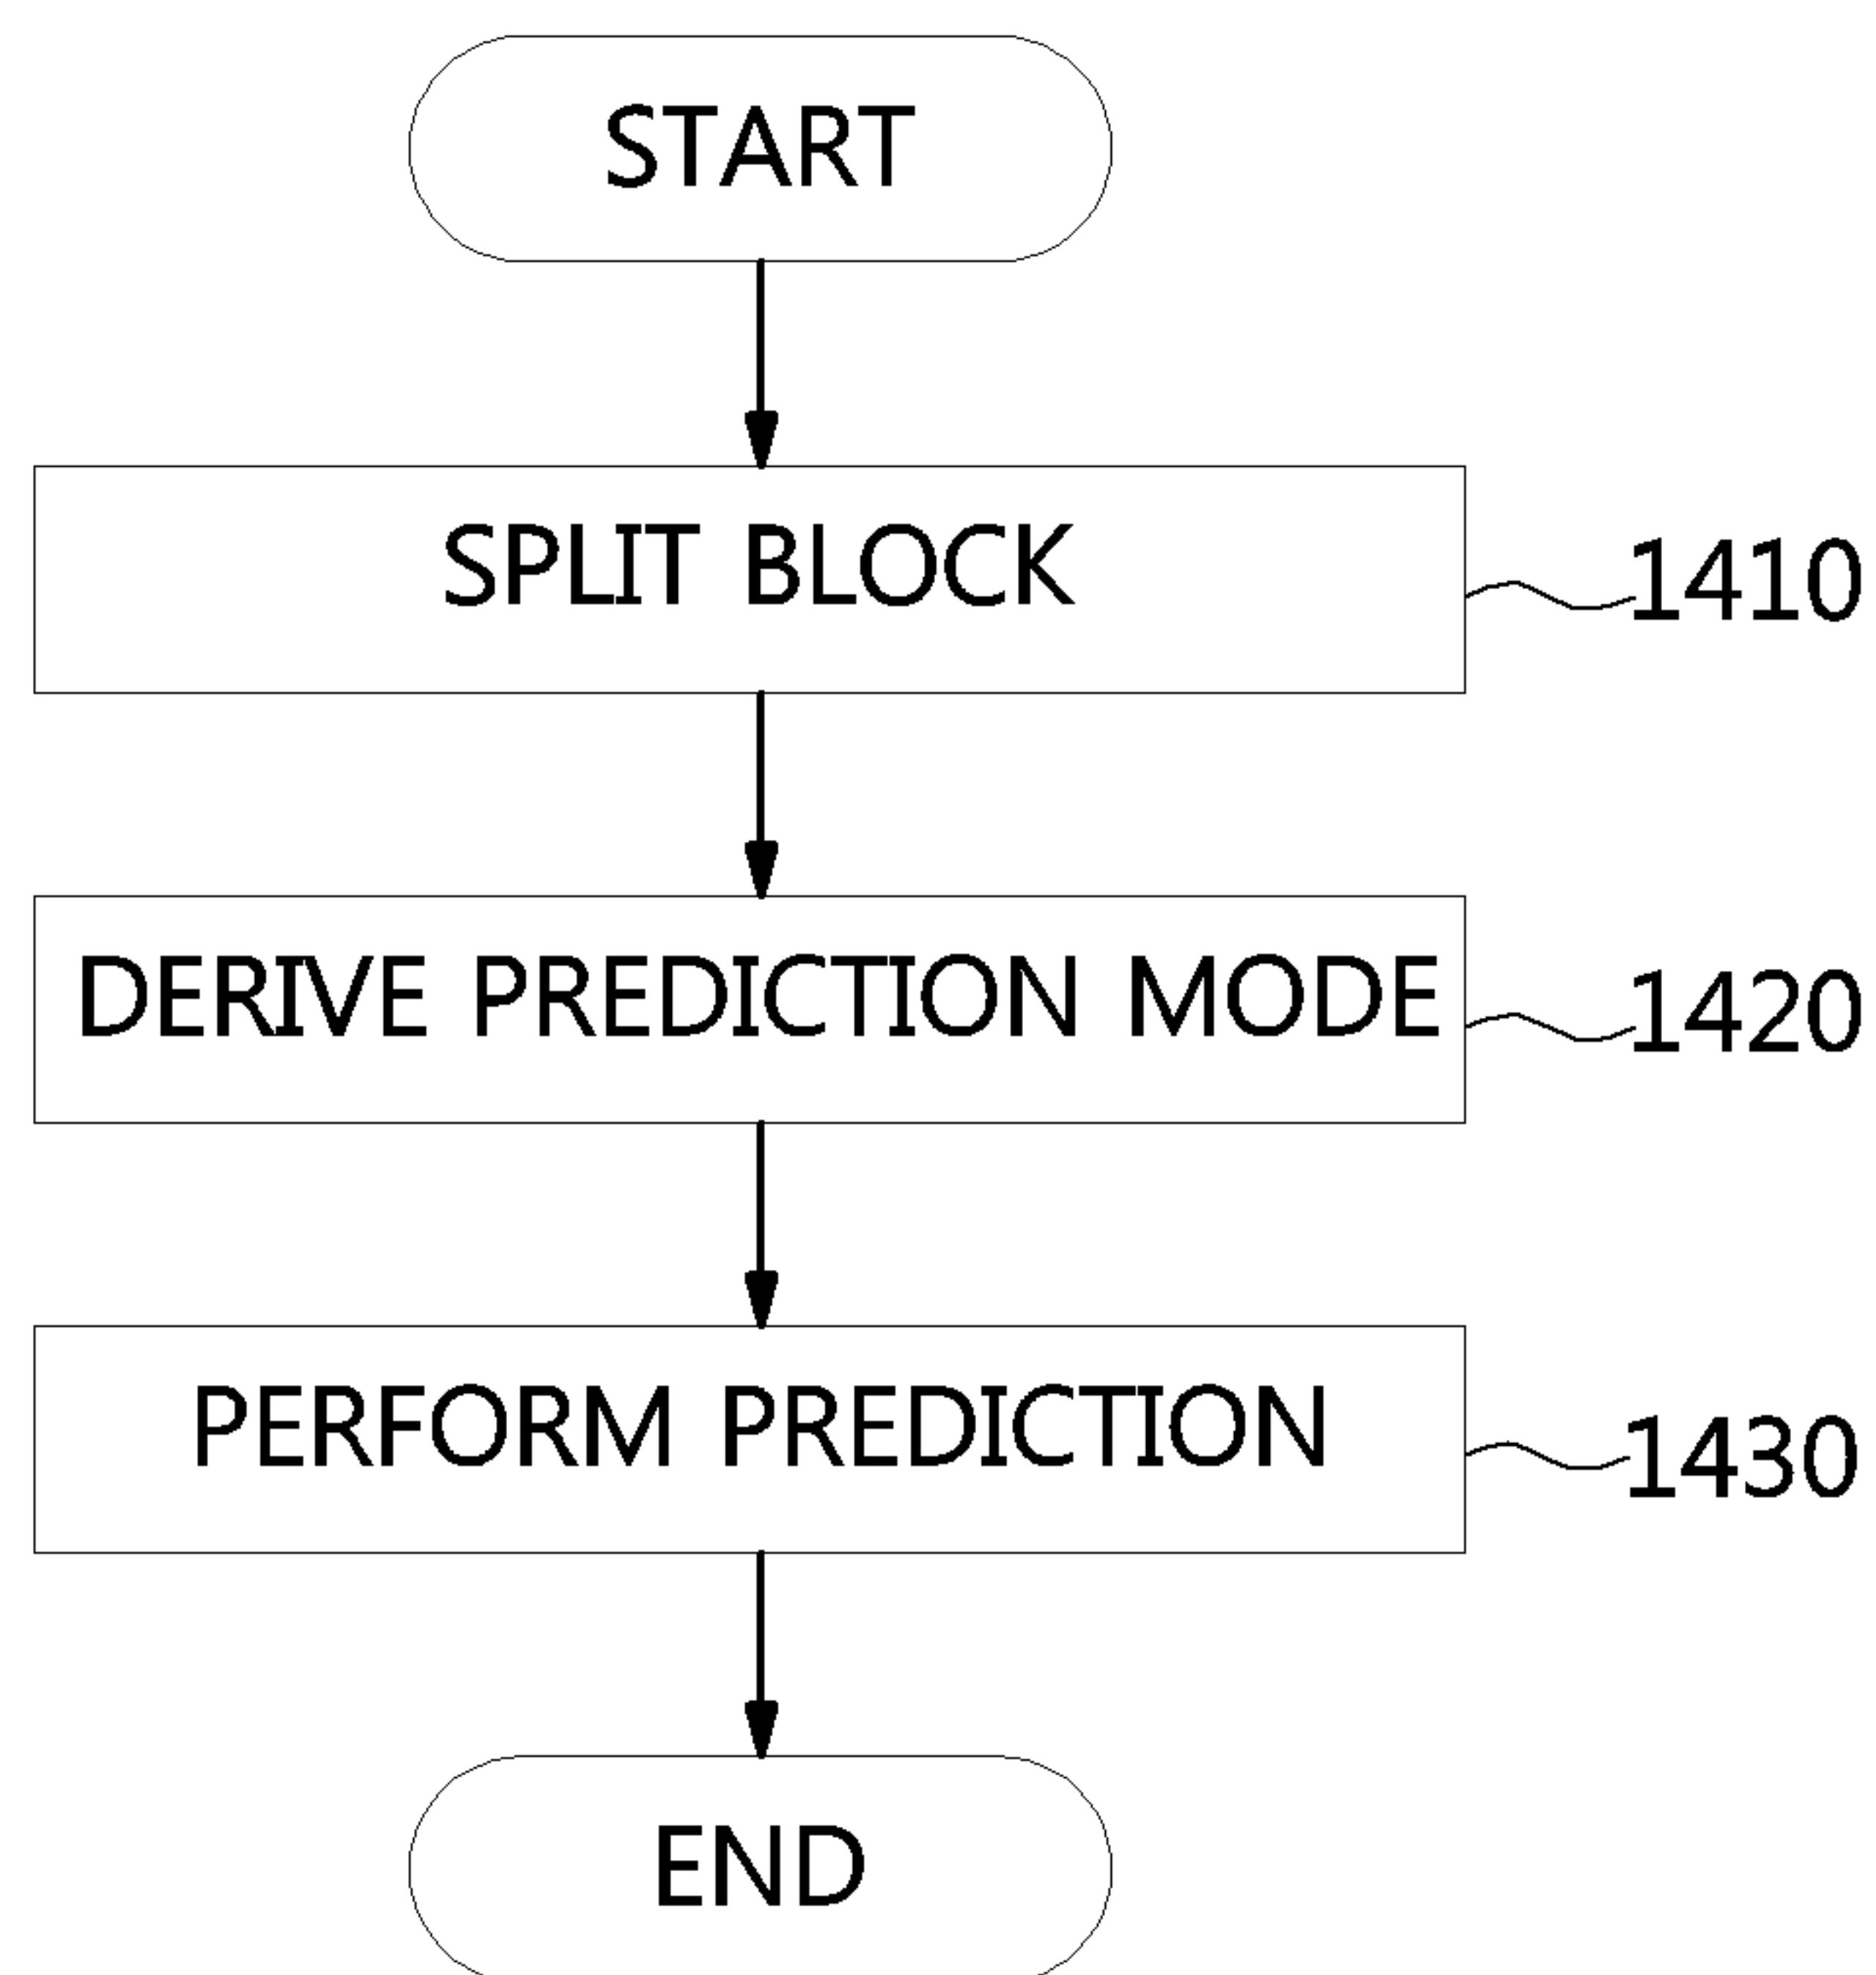 START
SPLIT BLOCK
1410
DERIVE PREDICTION MODE
1420
PERFORM PREDICTION
1430
END